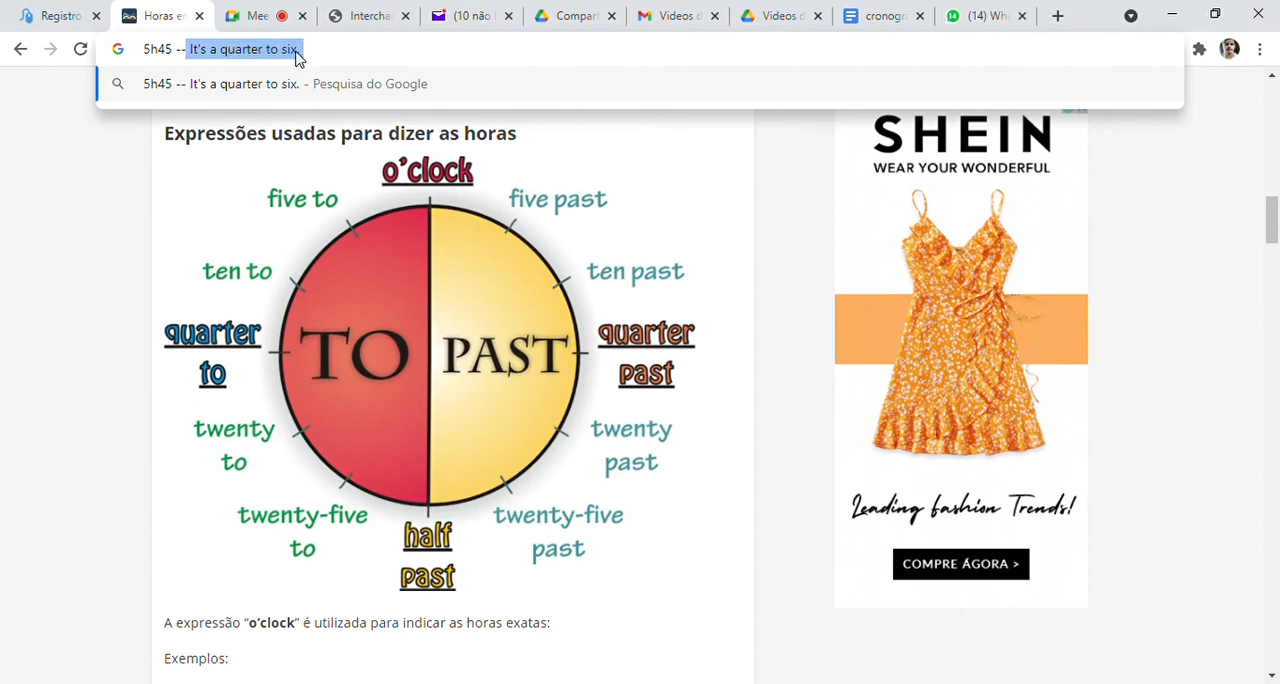 Registro
Horas e
Mee
Intercha
(10 não
Compar
Videos d
Videos d
cronogr
(14) Wh
5h45 -- It's a quarter to six.
5h45 -- It's a quarter to six. - Pesquisa do Google
Expressões usadas para dizer as horas
o'clock
five to
five past
ten to
ten past
quarter
to
quarter
past
TO
PAST
twenty
to
twenty
past
twenty-five
to
twenty-five
past
half
past
A expressão “o’clock” é utilizada para indicar as horas exatas:
Exemplos:
SHEIN
WEAR YOUR WONDERFUL
Leading fashion Trends!
COMPRE ÁGORA >